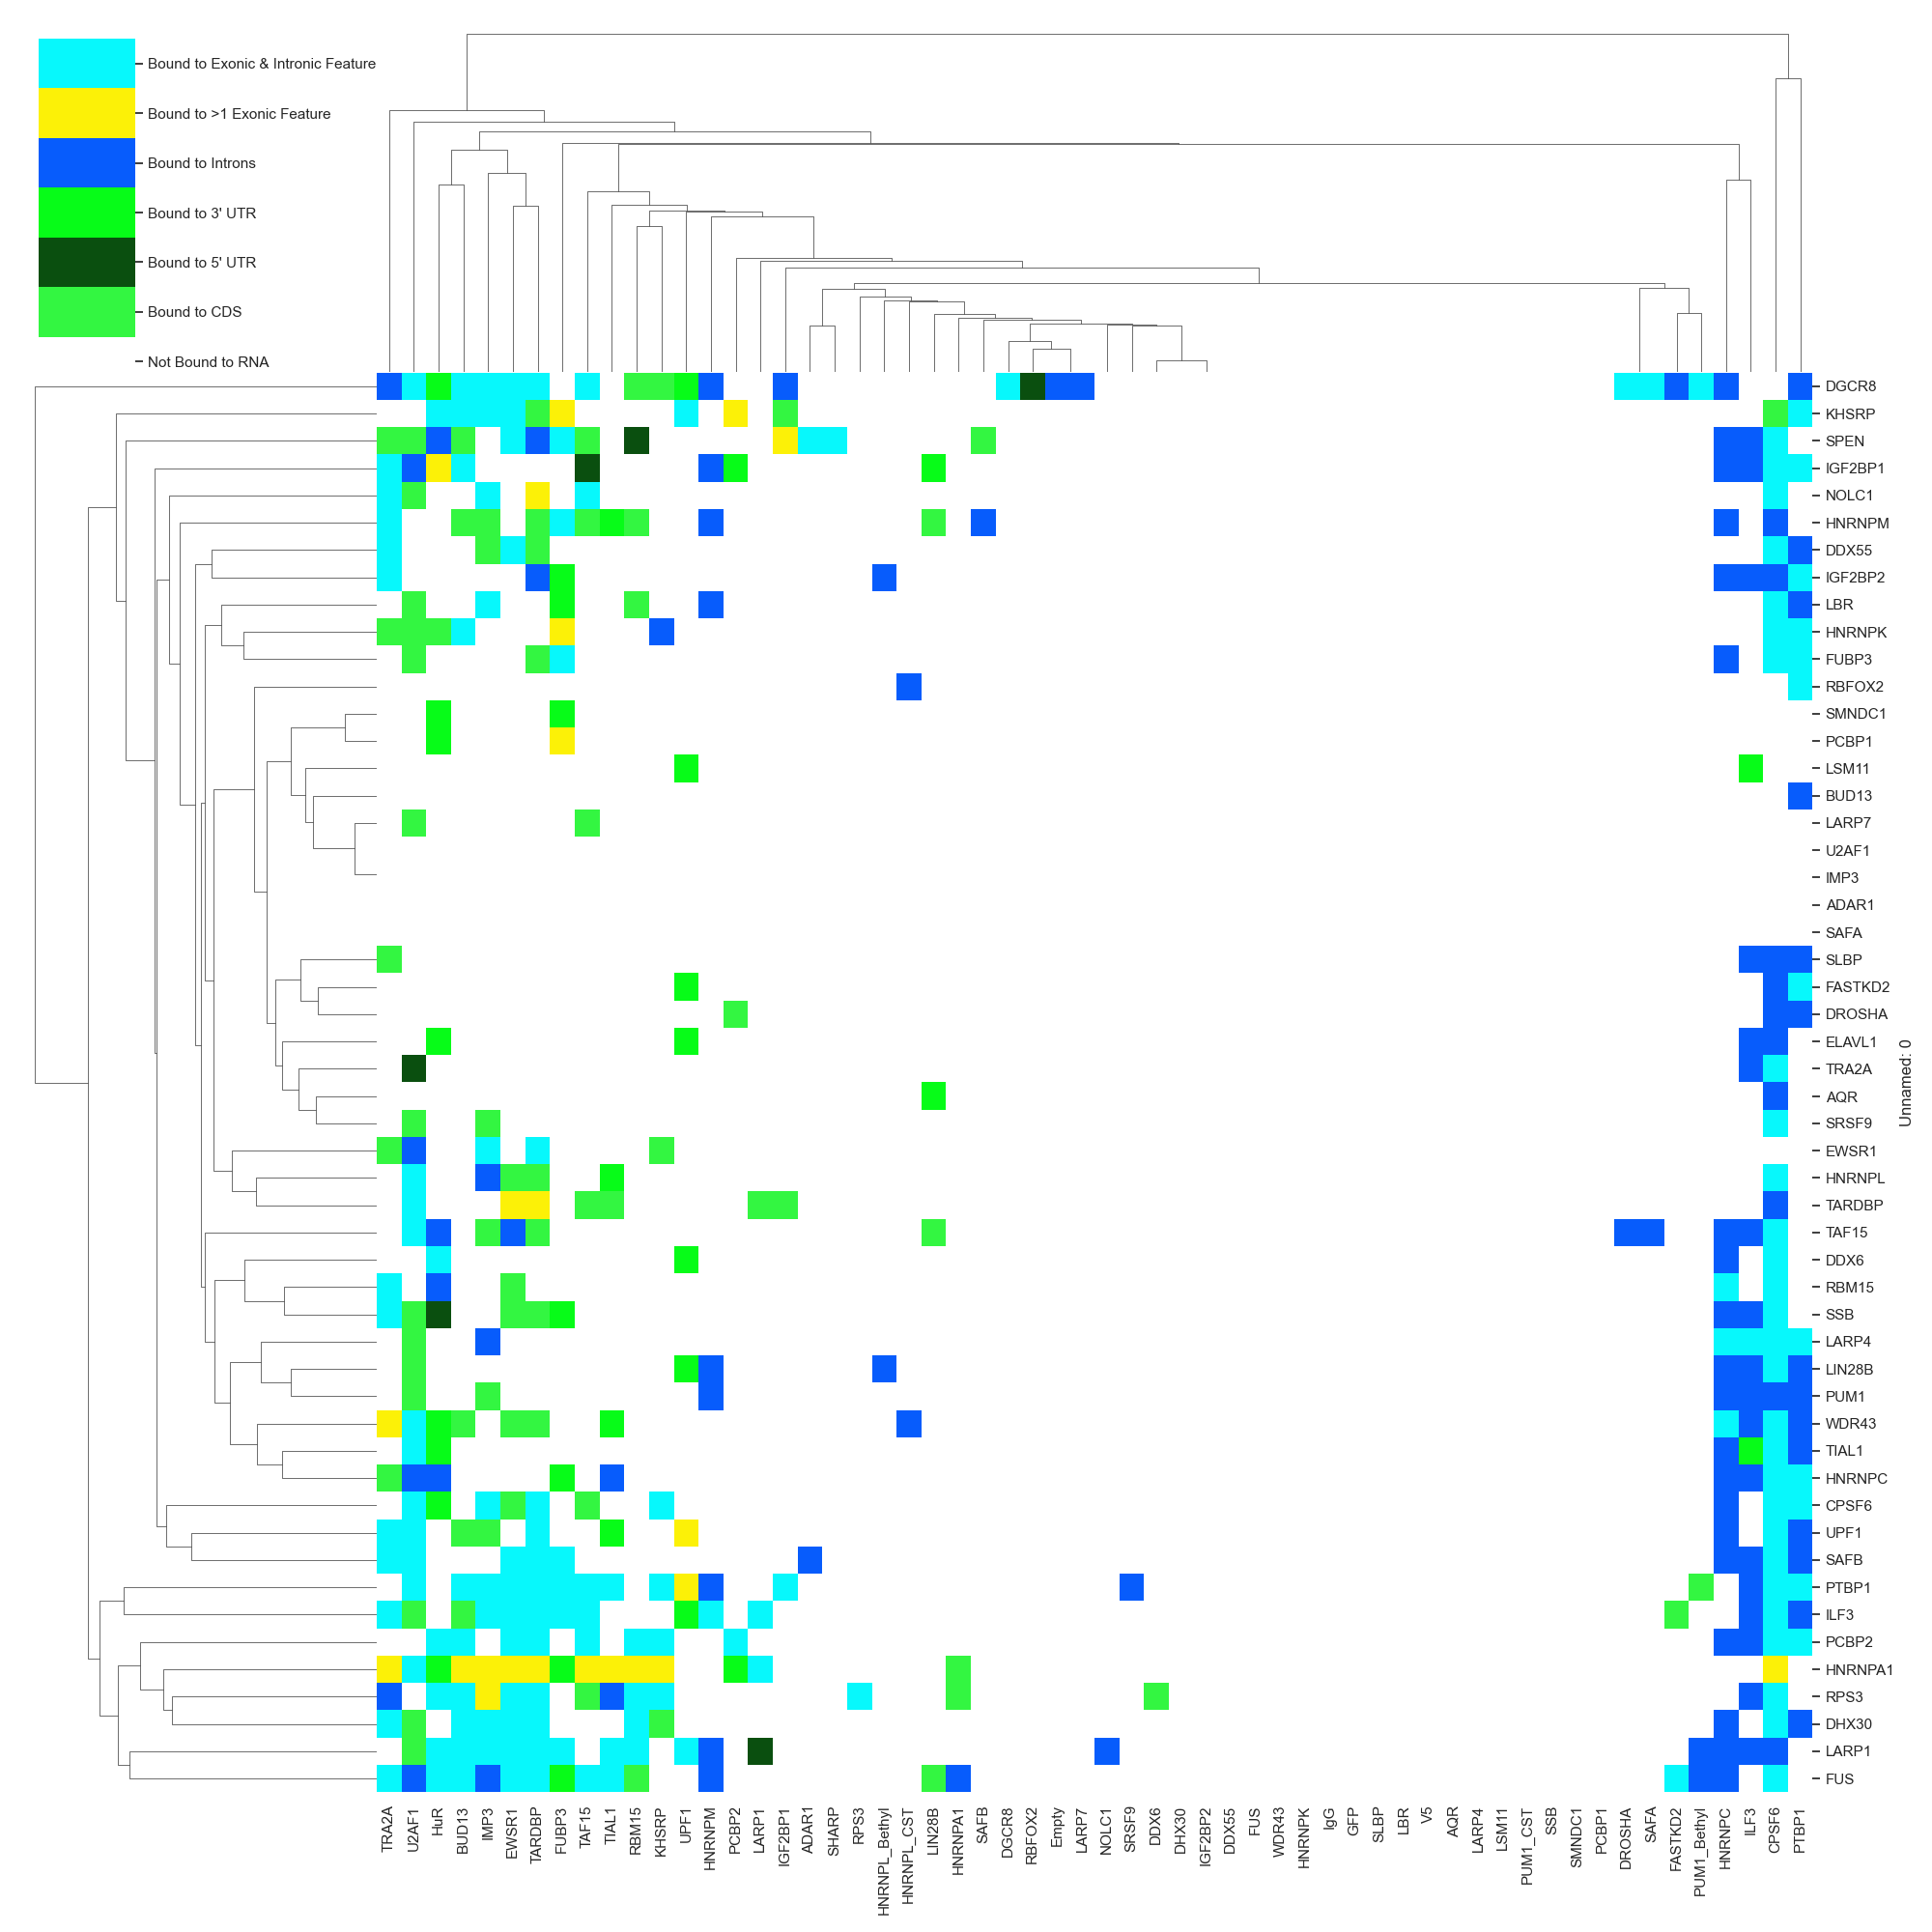 Bound to Exonic & Intronic Feature
Bound to >1 Exonic Feature
Bound to Introns
Bound to 3' UTR
Bound to 5' UTR
Bound to CDS
Not Bound to RNA
DGCR8
KHSRP
SPEN
IGF2BP1
NOLC1
HNRNPM
DDX55
IGF2BP2
LBR
HNRNPK
FUBP3
RBFOX2
SMNDC1
PCBP1
LSM11
BUD13
LARP7
U2AF1
IMP3
ADAR1
SAFA
SLBP
FASTKD2
DROSHA
ELAVL1
TRA2A
AQR
SRSF9
EWSR1
HNRNPL
TARDBP
TAF15
DDX6
RBM15
SSB
LARP4
LIN28B
PUM1
WDR43
TIAL1
HNRNPC
CPSF6
UPF1
SAFB
PTBP1
ILF3
PCBP2
HNRNPA1
RPS3
DHX30
LARP1
FUS
Unnamed: 0
TRA2A
U2AF1
HuR
BUD13
IMP3
EWSR1
TARDBP
FUBP3
TAF15
TIAL1
RBM15
KHSRP
UPF1
HNRNPM
PCBP2
LARP1
IGF2BP1
ADAR1
SHARP
RPS3
HNRNPL_Bethyl
HNRNPL_CST
LIN28B
HNRNPA1
SAFB
DGCR8
RBFOX2
Empty
LARP7
NOLC1
SRSF9
DDX6
DHX30
IGF2BP2
DDX55
FUS
WDR43
HNRNPK
IgG
GFP
SLBP
LBR
V5
AQR
LARP4
LSM11
PUM1_CST
SSB
SMNDC1
PCBP1
DROSHA
SAFA
FASTKD2
PUM1_Bethyl
HNRNPC
ILF3
CPSF6
PTBP1